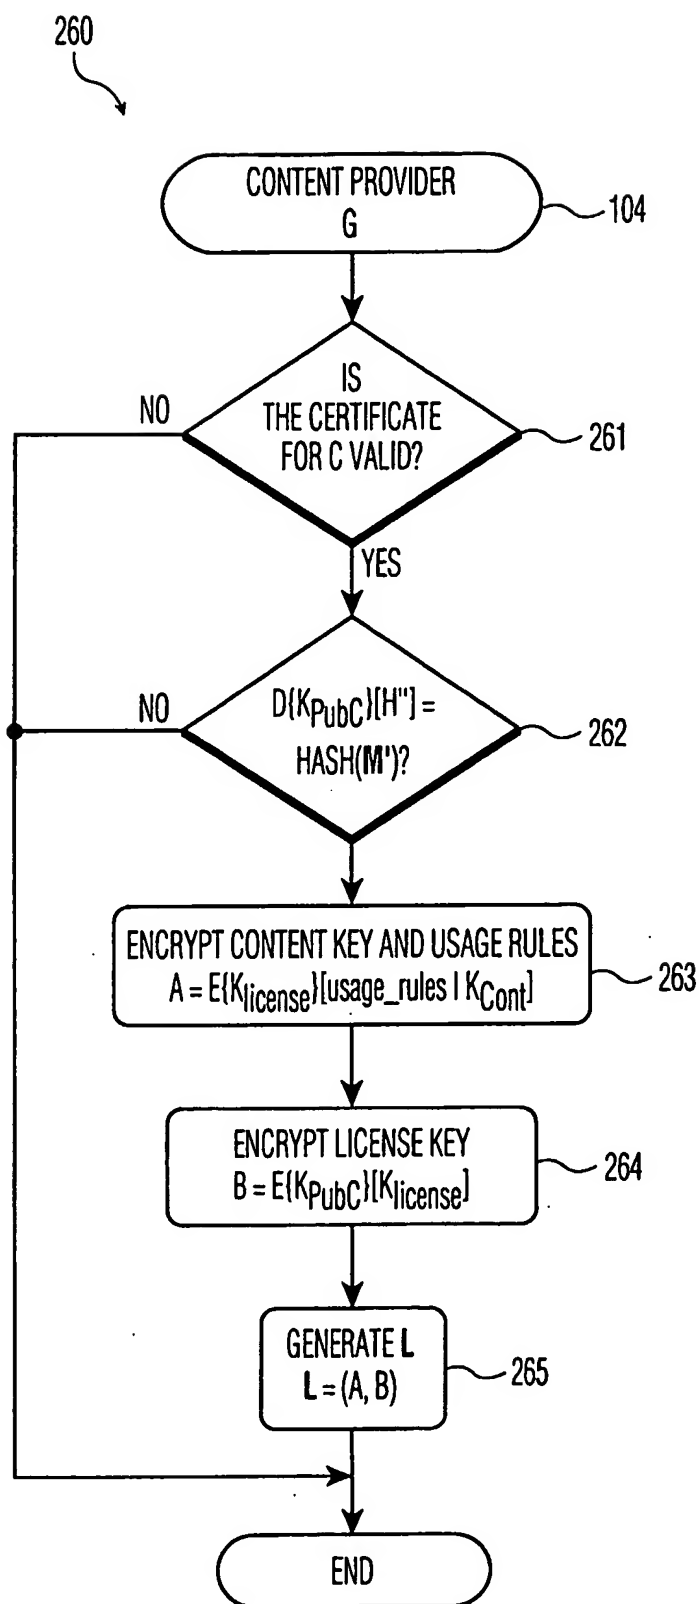 260
CONTENT PROVIDER
G
104
IS
THE CERTIFICATE
FOR C VALID?
NO
261
YES
D{KPubC}[H"] =
HASH(M')?
NO
262
ENCRYPT CONTENT KEY AND USAGE RULES
A = E{Klicense}[usage_rules | KCont]
263
ENCRYPT LICENSE KEY
B = E{KPubC}[Klicense]
264
GENERATE L
L = (A, B)
265
END